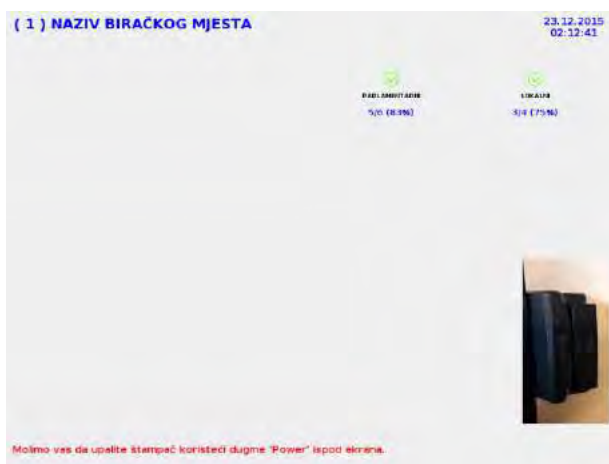 ( 1 ) NAZIV BIRAČKOG MJESTA
23.12.2015
02:12:41
PARLAMENTARNI
LOKALNI
5/6 (83%)
3/4 (75%)
Molimo vas da upalite štampač koristeći dugme 'Power' ispod ekrana.